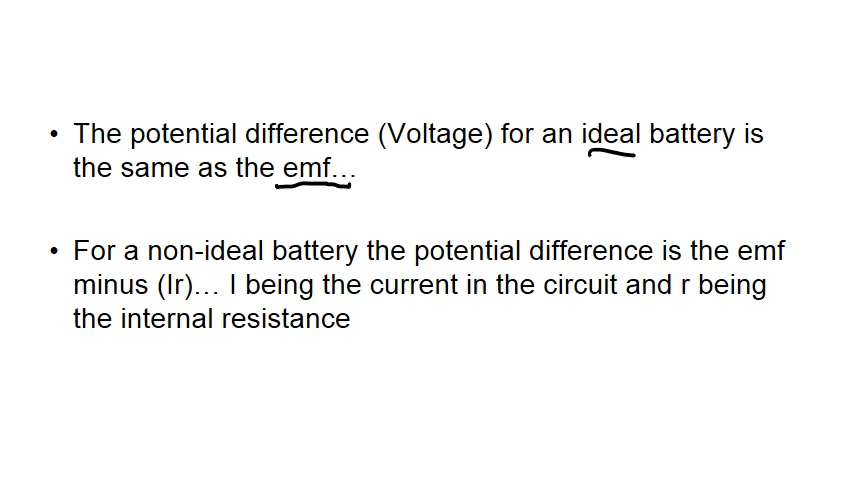 • The potential difference (Voltage) for an ideal battery is
the same as the emf…
• For a non-ideal battery the potential difference is the emf
minus (Ir)… I being the current in the circuit and r being
the internal resistance